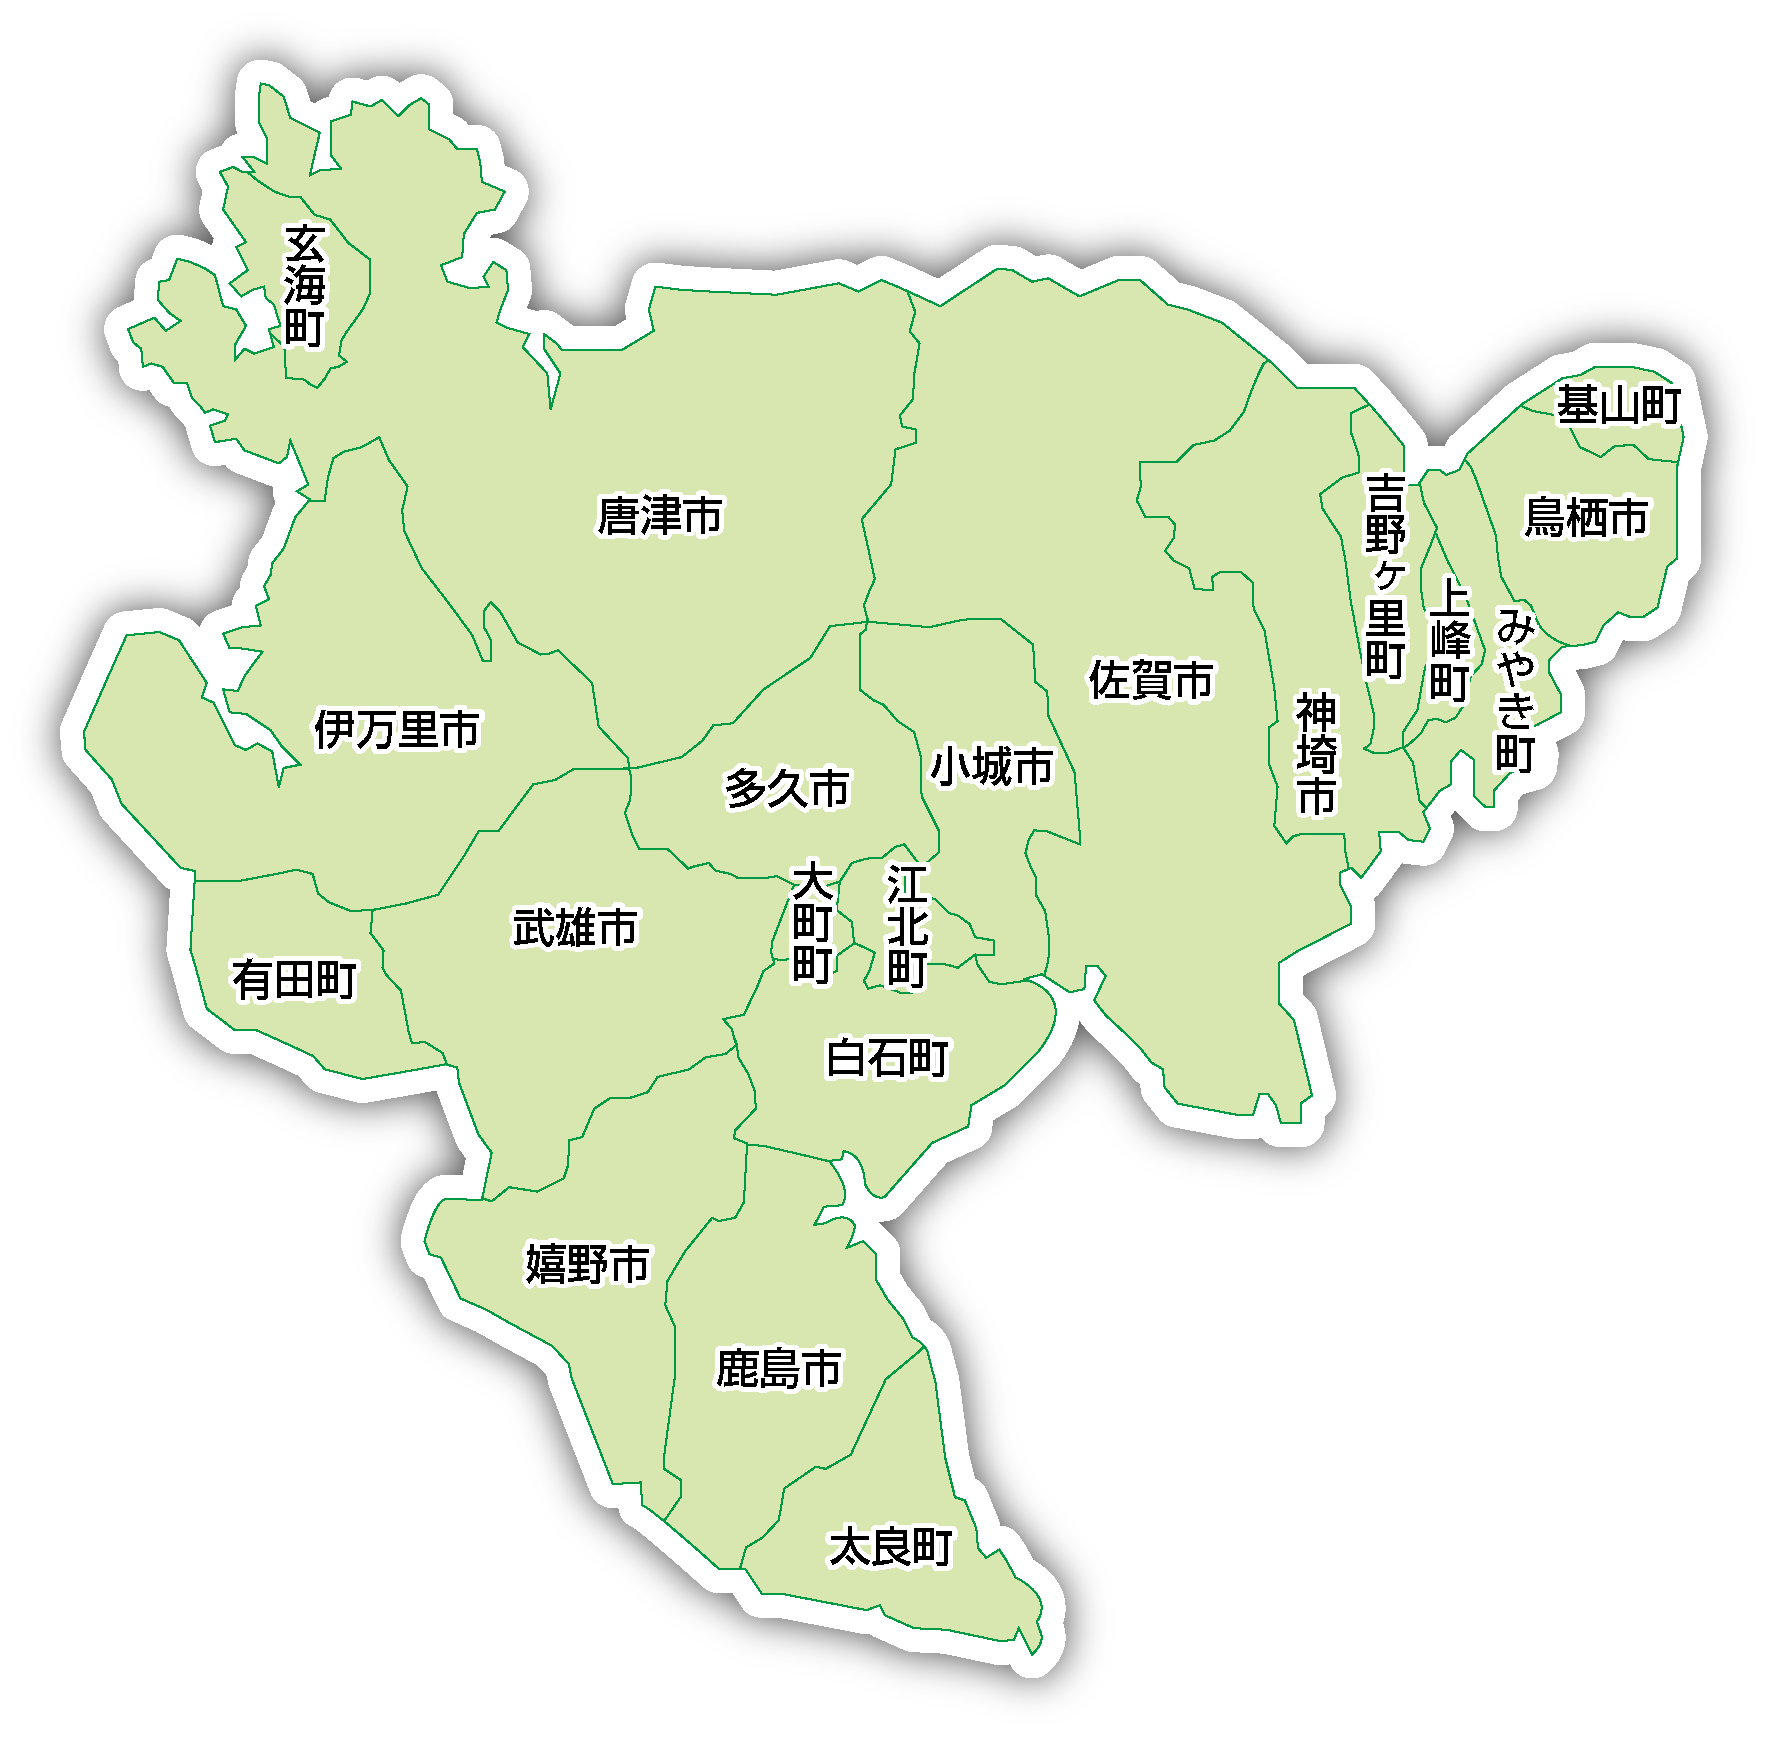 玄海町
基山町
唐津市
鳥栖市
吉野ヶ里町
上峰町
みやき町
佐賀市
神埼市
伊万里市
小城市
多久市
大町町
江北町
武雄市
有田町
白石町
嬉野市
鹿島市
太良町